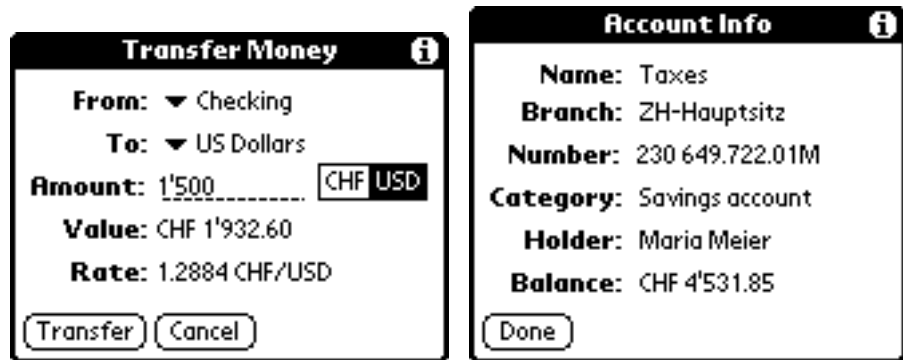 Transfer Money
From: Checking
To: US Dollars
Amount: 1'500 CHF USD
Value: CHF 1'932.60
Rate: 1.2884 CHF/USD
Transfer Cancel
Account Info
Name: Taxes
Branch: ZH-Hauptsitz
Number: 230 649.722.01M
Category: Savings account
Holder: Maria Meier
Balance: CHF 4'531.85
Done